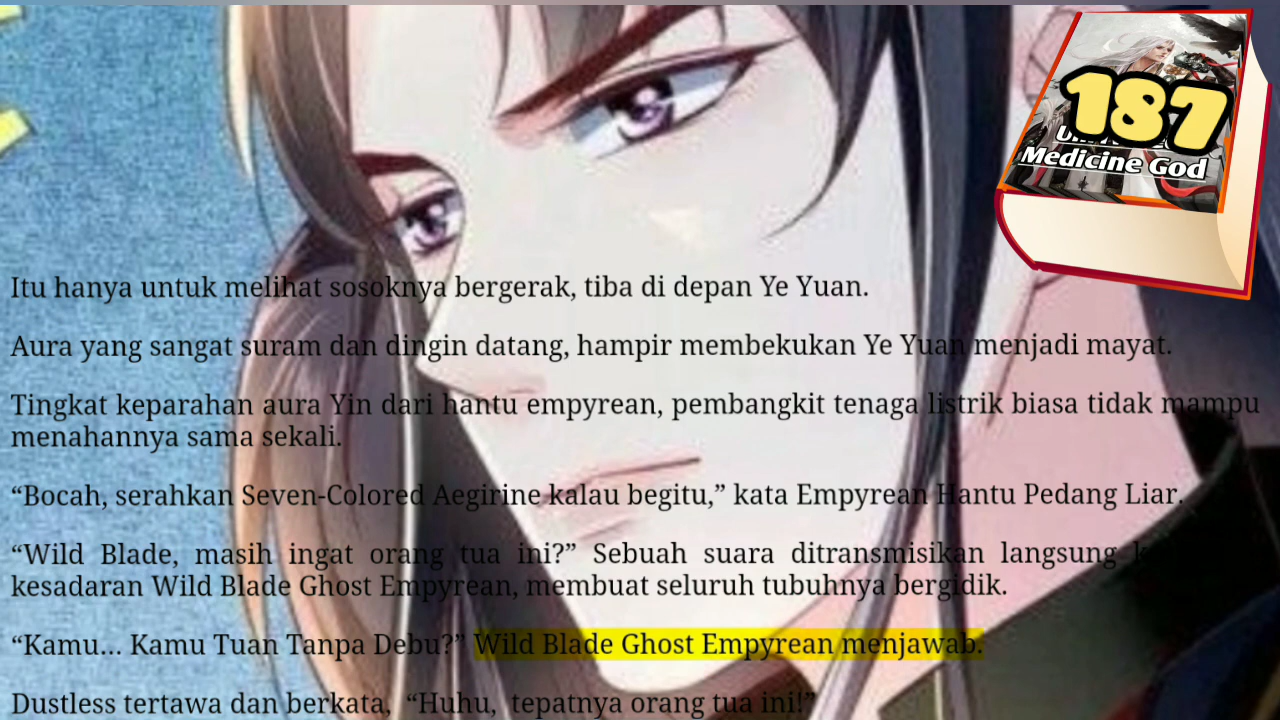 187
Medicine God
Itu hanya untuk melihat sosoknya bergerak, tiba di depan Ye Yuan.
Aura yang sangat suram dan dingin datang, hampir membekukan Ye Yuan menjadi mayat.
Tingkat keparahan aura Yin dari hantu empyrean, pembangkit tenaga listrik biasa tidak mampu
menahannya sama sekali.
“Bocah, serahkan Seven-Colored Aegirine kalau begitu,” kata Empyrean Hantu Pedang Liar.
“Wild Blade, masih ingat orang tua ini?” Sebuah suara ditransmisikan langsung
kesadaran Wild Blade Ghost Empyrean, membuat seluruh tubuhnya bergidik.
“Kamu... Kamu Tuan Tanpa Debu?” Wild Blade Ghost Empyrean menjawab.
Dustless tertawa dan berkata, “Huhu, tepatnya orang tua ini!”